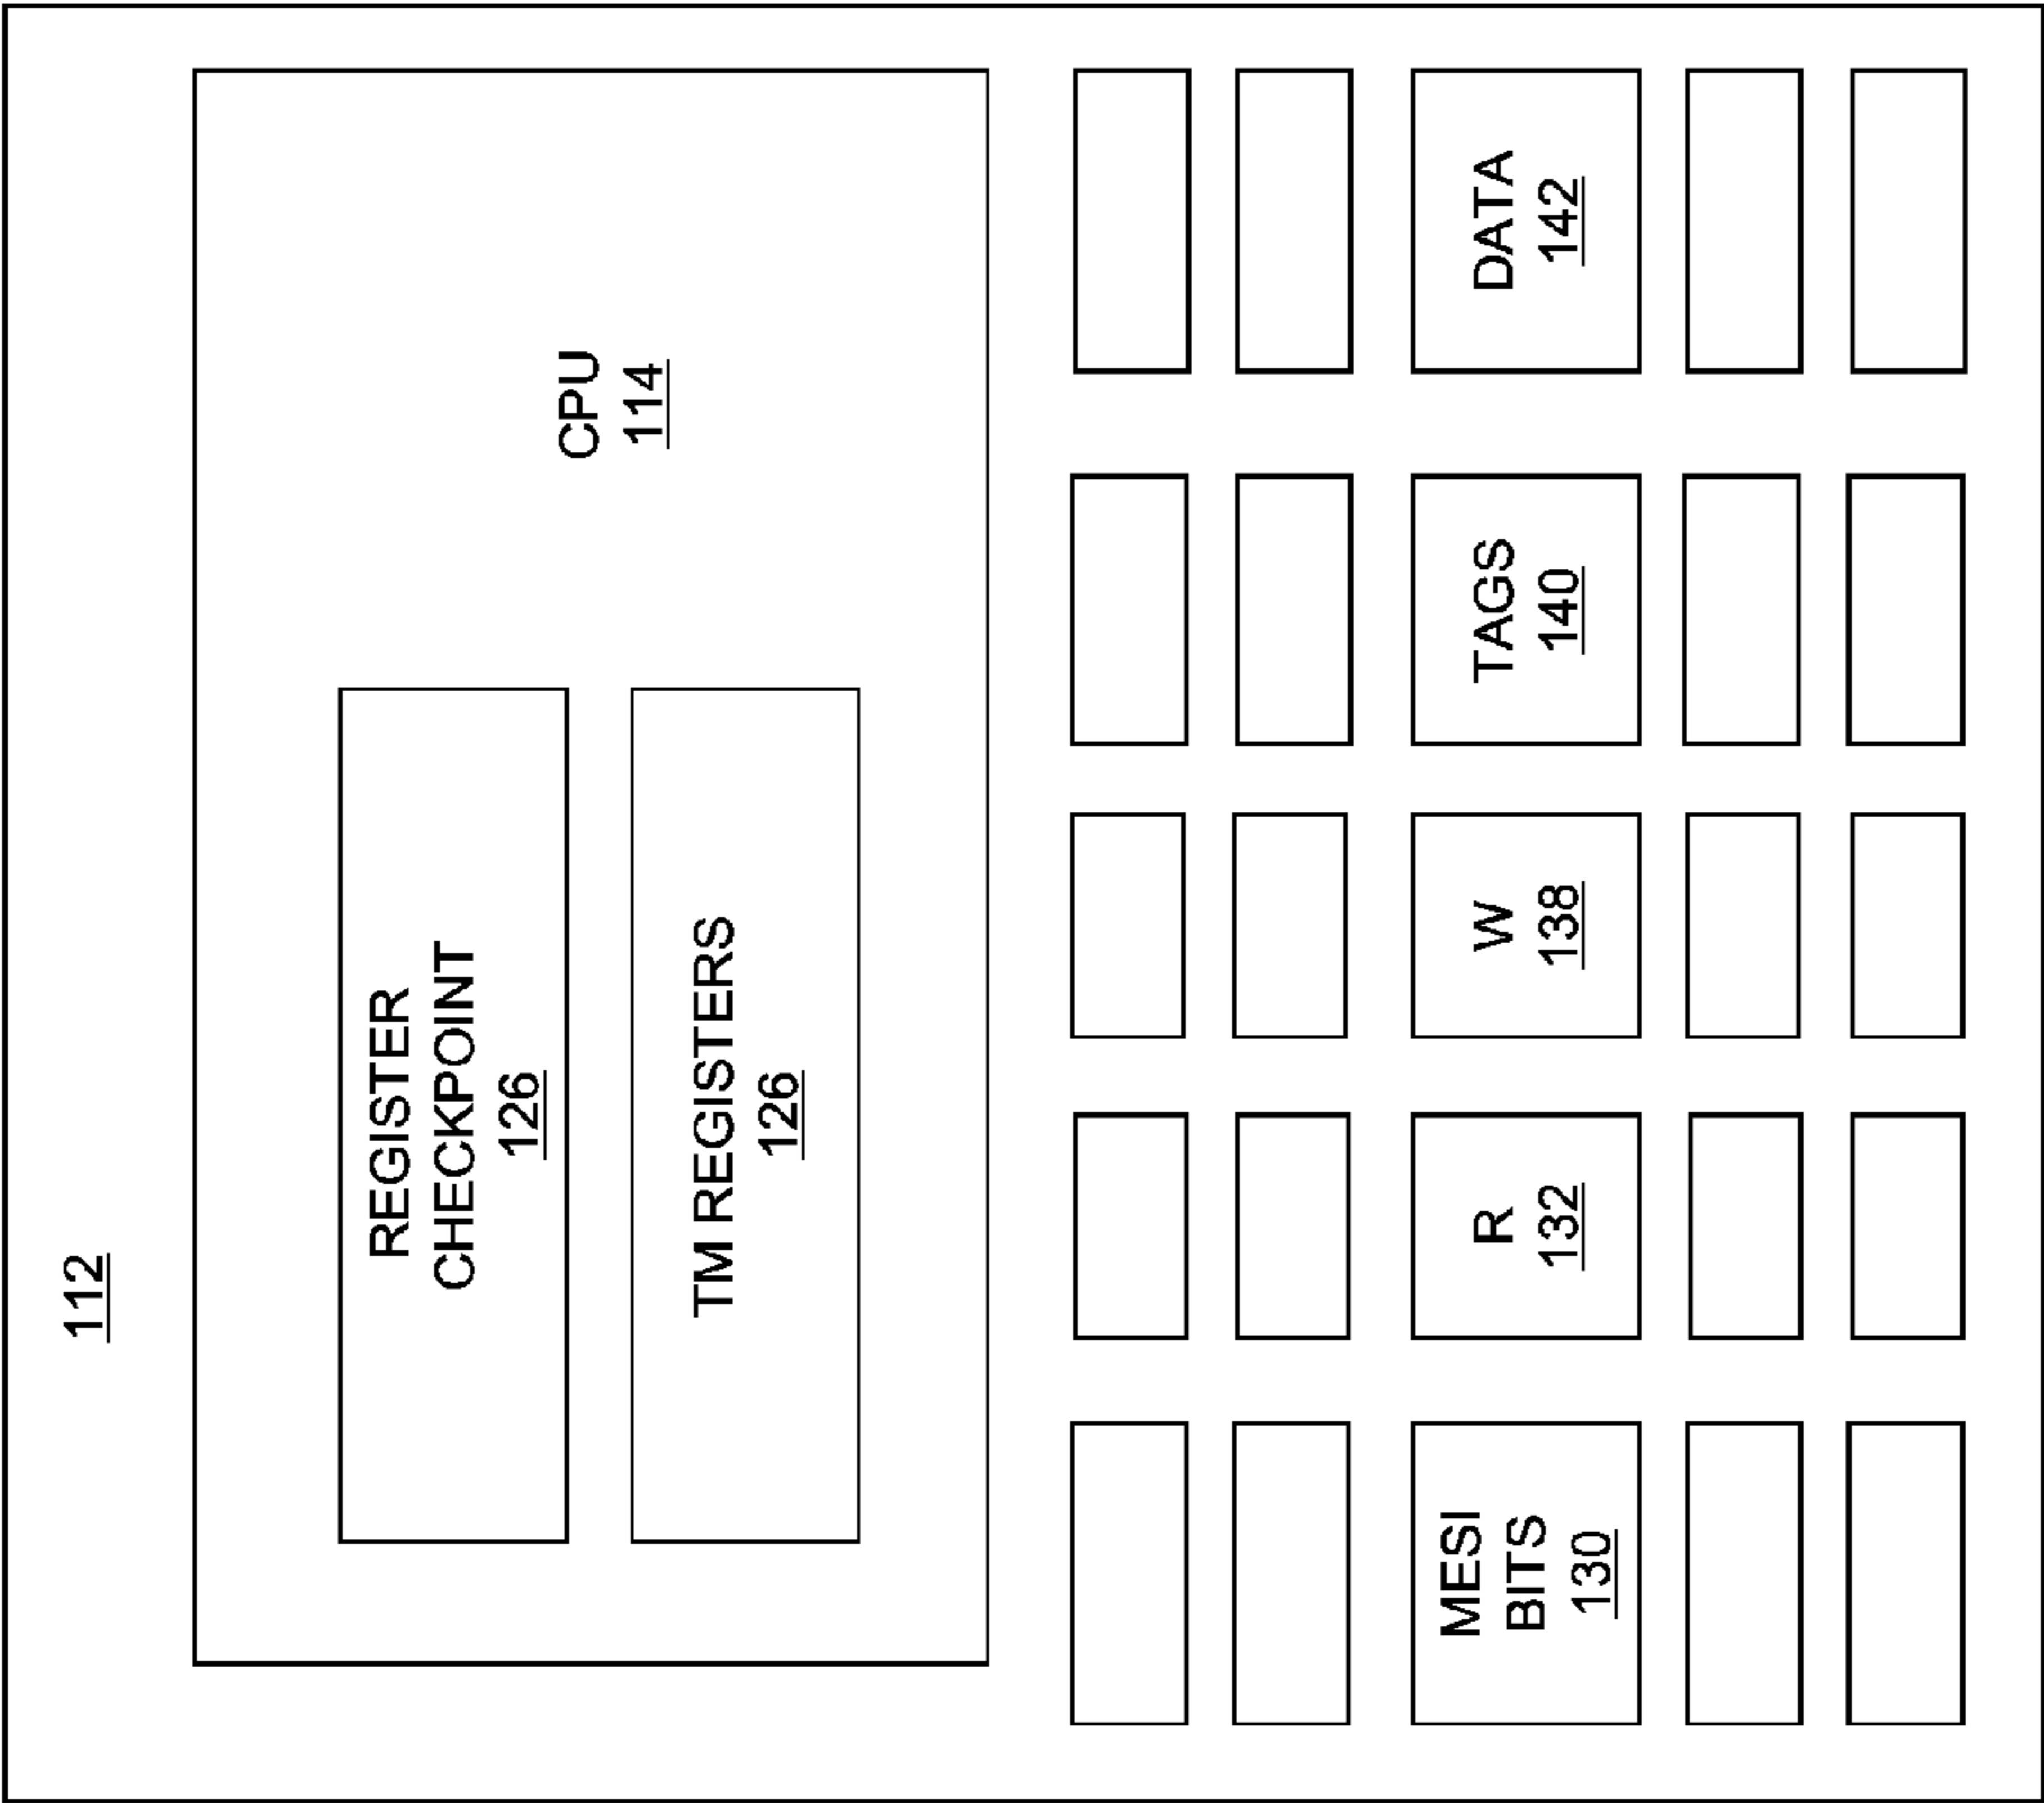 112
CPU
114
REGISTER
CHECKPOINT
126
TM REGISTERS
126
MESI
BITS
130
R
132
W
138
TAGS
140
DATA
142